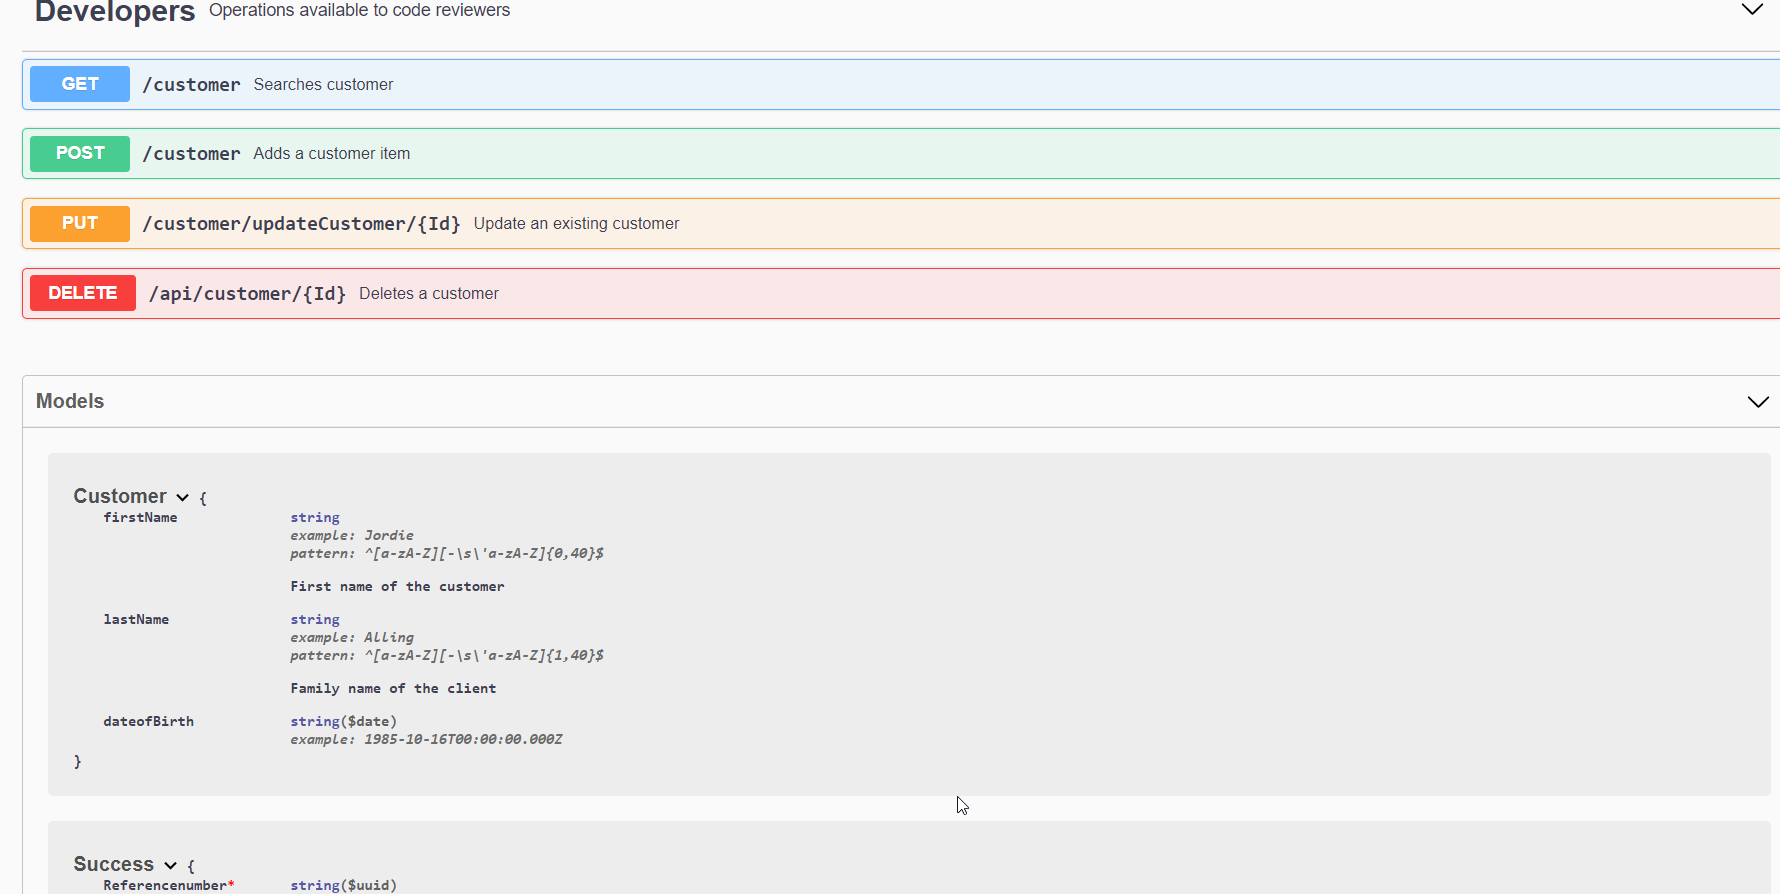 Developers Operations available to code reviewers
GET /customer Searches customer
POST /customer Adds a customer item
PUT /customer/updateCustomer/{Id} Update an existing customer
DELETE /api/customer/{Id} Deletes a customer
Models
Customer {
firstName string
example: Jordie
pattern: ^[a-zA-Z][-\s\'a-zA-Z]{0,40}$
First name of the customer
lastName string
example: Alling
pattern: ^[a-zA-Z][-\s\'a-zA-Z]{1,40}$
Family name of the client
dateofBirth string($date)
example: 1985-10-16T00:00:00.000Z
}
Success {
Referencenumber* string($uuid)